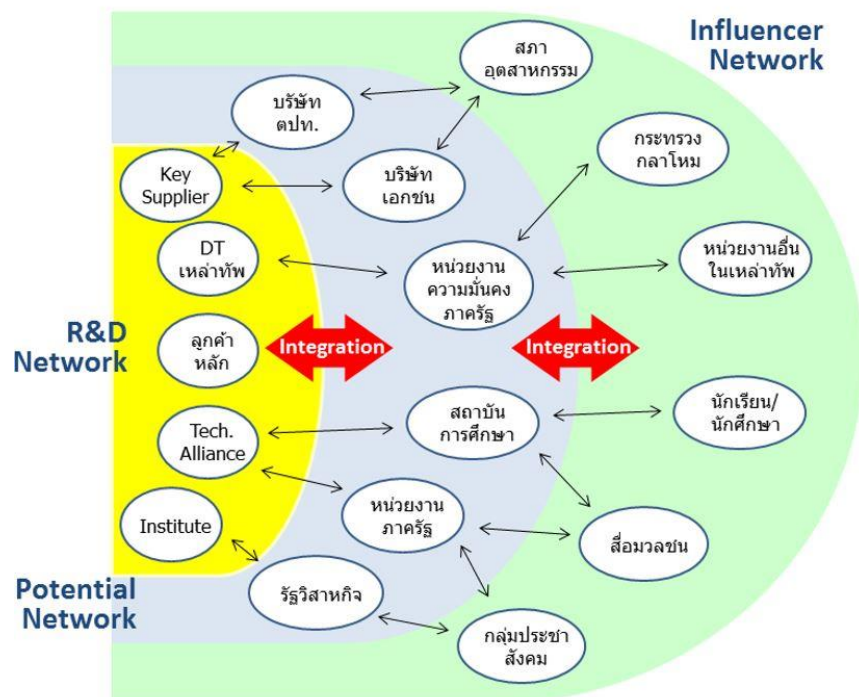 Influencer
Network
สภา
อุตสาหกรรม
บรัษัท
ตปท.
กระทรวง
กลาโหม
Key
Supplier
บริษัท
เอกชน
DT
เหล่าทัพ
หน่วยงาน
ความมั่นคง
ภาครัฐ
หน่วยงานอื่น
ในเหล่าทัพ
R&D
Network
ลูกค้า
หลัก
Integration
Integration
Tech.
Alliance
สถาบัน
การศึกษา
นักเรียน/
นักศึกษา
Institute
หน่วยงาน
ภาครัฐ
สื่อมวลชน
Potential
Network
รัฐวิสาหกิจ
กลุ่มประชา
สังคม